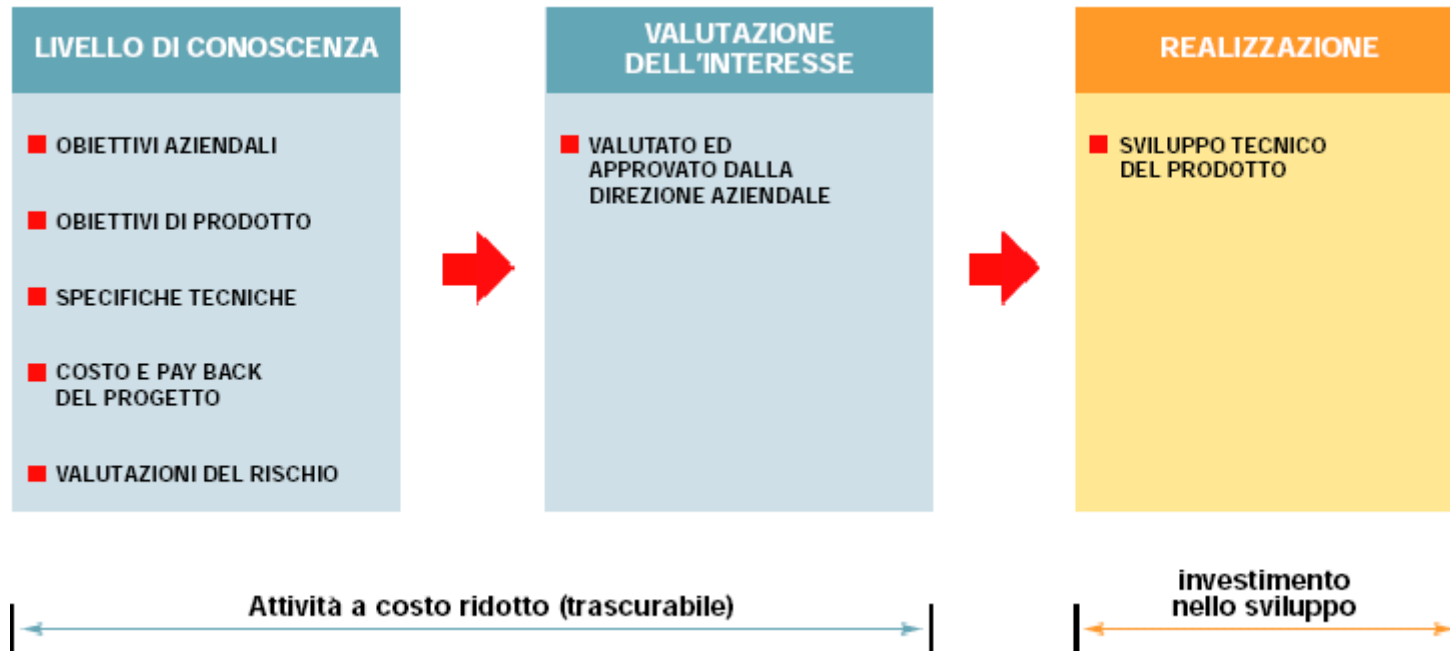 LIVELLO DI CONOSCENZA
OBIETTIVI AZIENDALI
OBIETTIVI DI PRODOTTO
SPECIFICHE TECNICHE
COSTO E PAY BACK
DEL PROGETTO
VALUTAZIONI DEL RISCHIO
VALUTAZIONE
DELL'INTERESSE
VALUTATO ED
APPROVATO DALLA
DIREZIONE AZIENDALE
REALIZZAZIONE
SVILUPPO TECNICO
DEL PRODOTTO
Attività a costo ridotto (trascurabile)
investimento
nello sviluppo